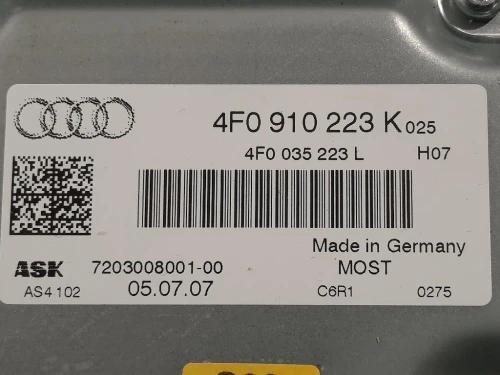 4F0 910 223 K 025
4F0 035 223 L H07
Made in Germany
ASK 7203008001-00 MOST
AS4 102 05.07.07 C6R1 0275